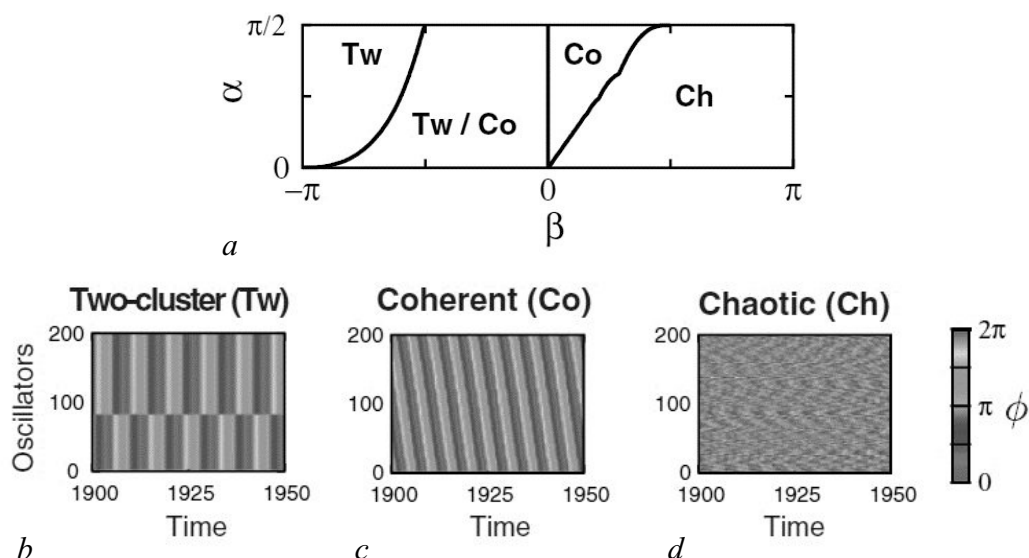 π/2
Tw
Co
α
Tw / Co
Ch
0
−π
0
π
β
a
Two-cluster (Tw)
Coherent (Co)
Chaotic (Ch)
200
100
0
Oscillators
1900
1925
1950
Time
b
200
100
0
1900
1925
1950
Time
c
200
100
0
1900
1925
1950
Time
d
2π
π
0
ϕ